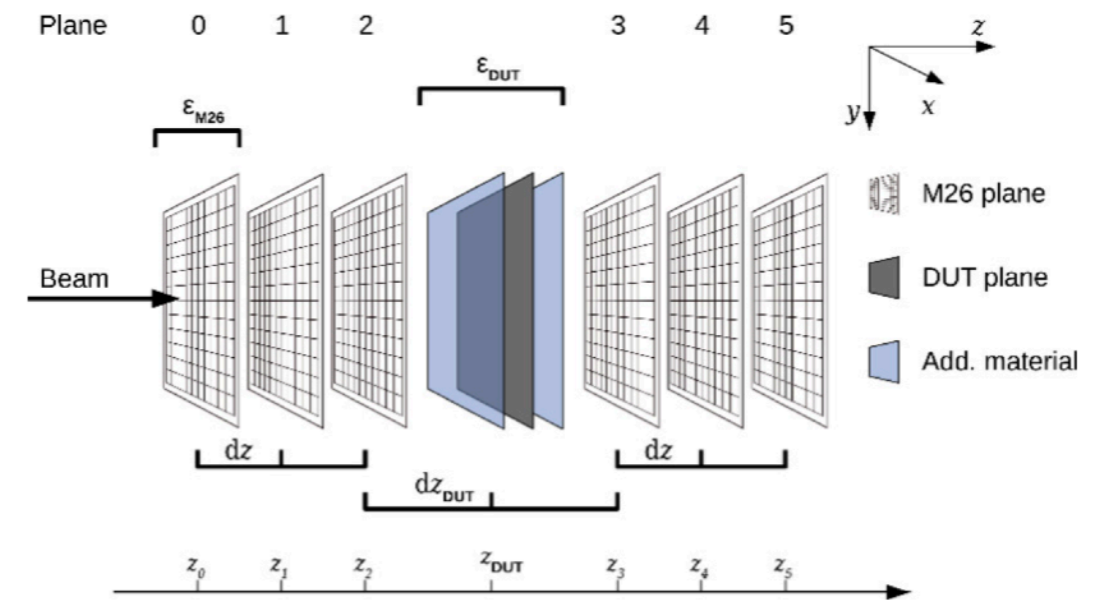 Plane 0 1 2 3 4 5
z
x
y
ε_DUT
ε_M26
M26 plane
Beam
DUT plane
Add. material
dz dz
dz_DUT
z_0 z_1 z_2 z_DUT z_3 z_4 z_5